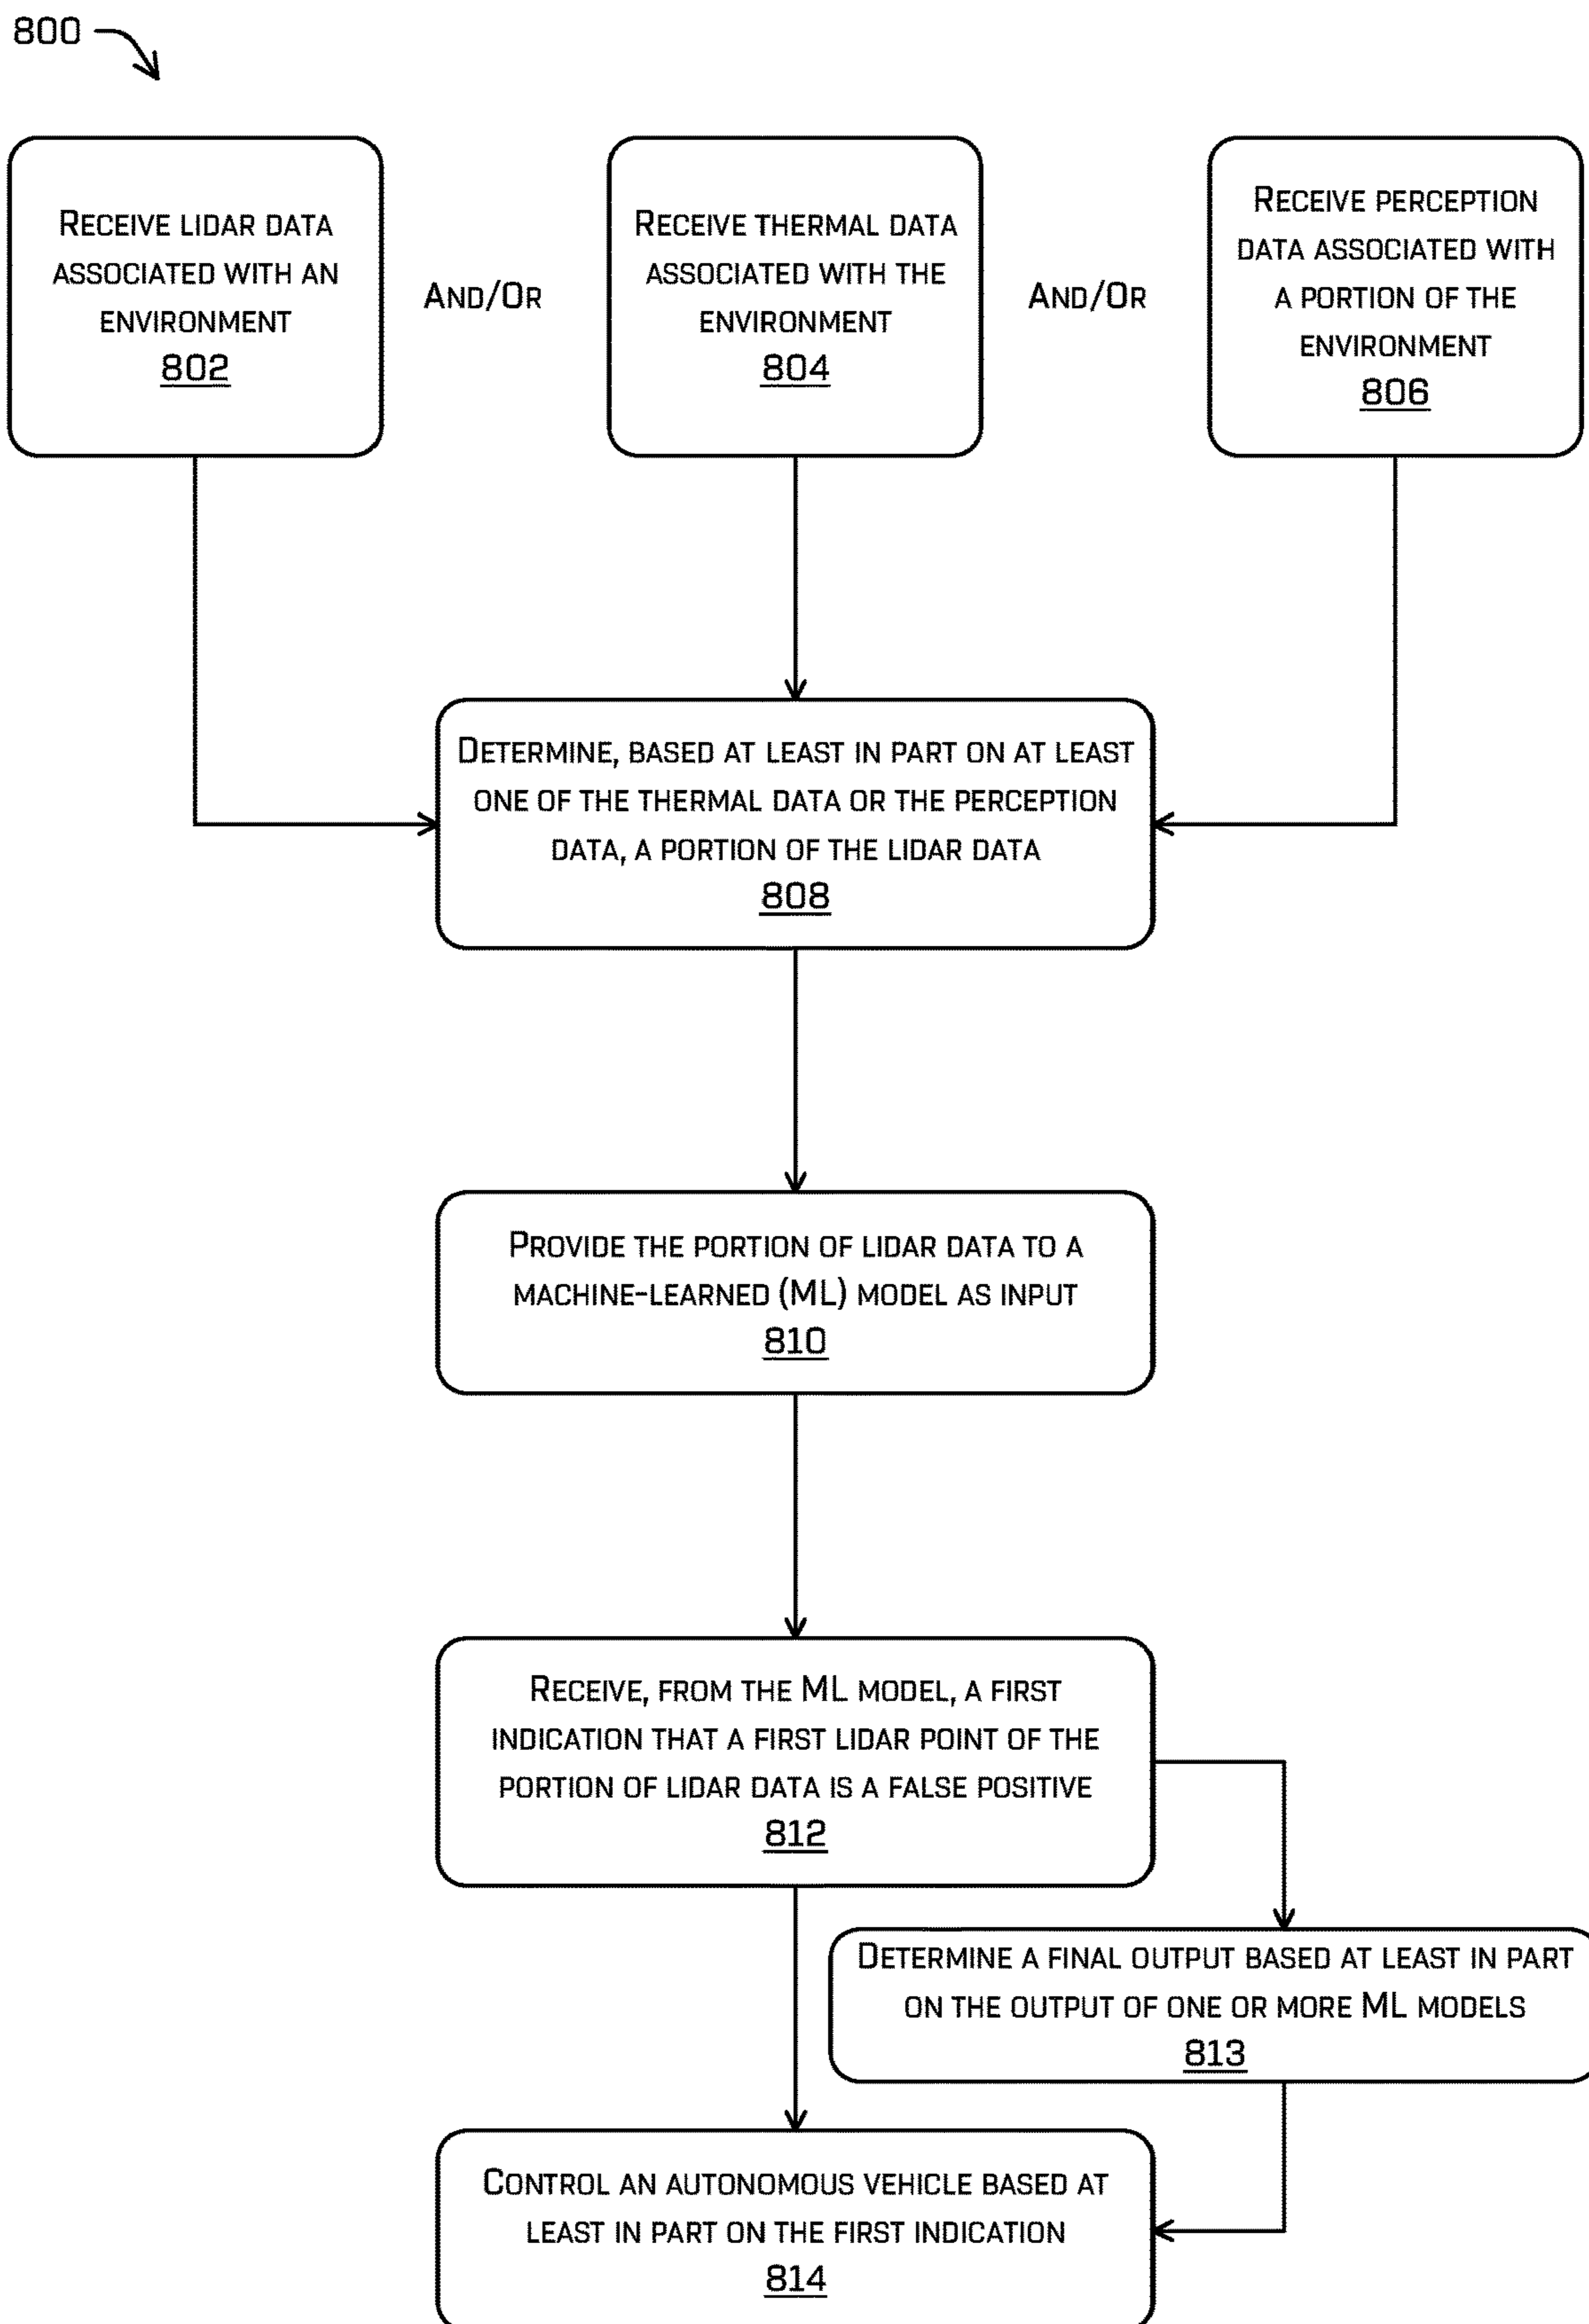 800
RECEIVE LIDAR DATA
ASSOCIATED WITH AN
ENVIRONMENT
802
AND/OR
RECEIVE THERMAL DATA
ASSOCIATED WITH THE
ENVIRONMENT
804
AND/OR
RECEIVE PERCEPTION
DATA ASSOCIATED WITH
A PORTION OF THE
ENVIRONMENT
806
DETERMINE, BASED AT LEAST IN PART ON AT LEAST
ONE OF THE THERMAL DATA OR THE PERCEPTION
DATA, A PORTION OF THE LIDAR DATA
808
PROVIDE THE PORTION OF LIDAR DATA TO A
MACHINE-LEARNED (ML) MODEL AS INPUT
810
RECEIVE, FROM THE ML MODEL, A FIRST
INDICATION THAT A FIRST LIDAR POINT OF THE
PORTION OF LIDAR DATA IS A FALSE POSITIVE
812
DETERMINE A FINAL OUTPUT BASED AT LEAST IN PART
ON THE OUTPUT OF ONE OR MORE ML MODELS
813
CONTROL AN AUTONOMOUS VEHICLE BASED AT
LEAST IN PART ON THE FIRST INDICATION
814